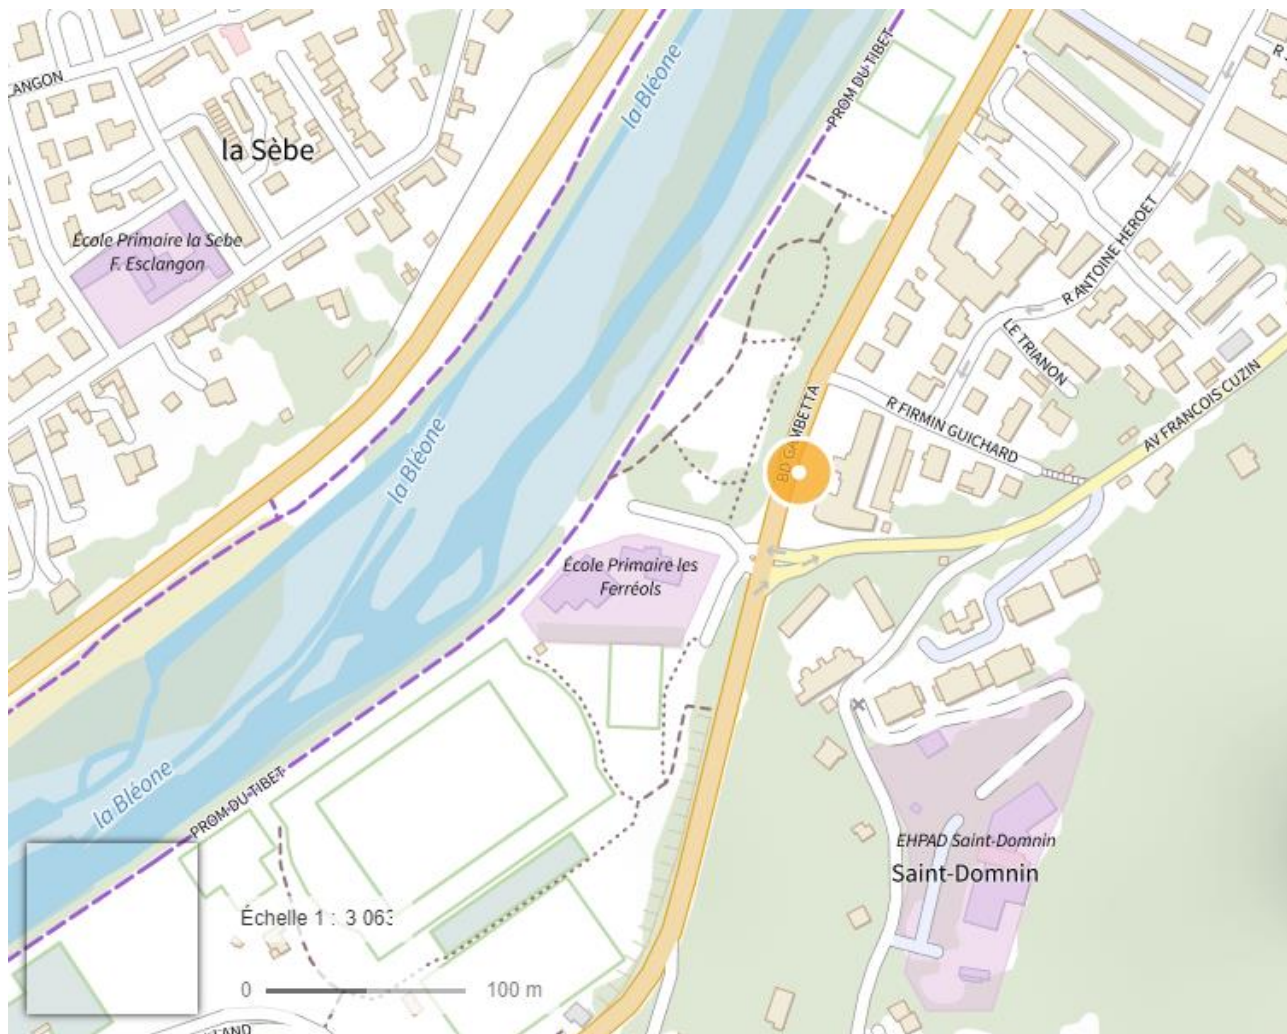 ANGON
la Sèbe
École Primaire la Sebe
F. Esclangon
la Bléone
PROM DU TIBET
R ANTOINE HEROET
LE TRIANON
AV FRANCOIS CUZIN
R FIRMIN GUICHARD
BD GAMBETTA
la Bléone
École Primaire les
Ferréols
la Bléone
PROM DU TIBET
EHPAD Saint-Domnin
Saint-Domnin
Échelle 1 : 3 063
0 100 m